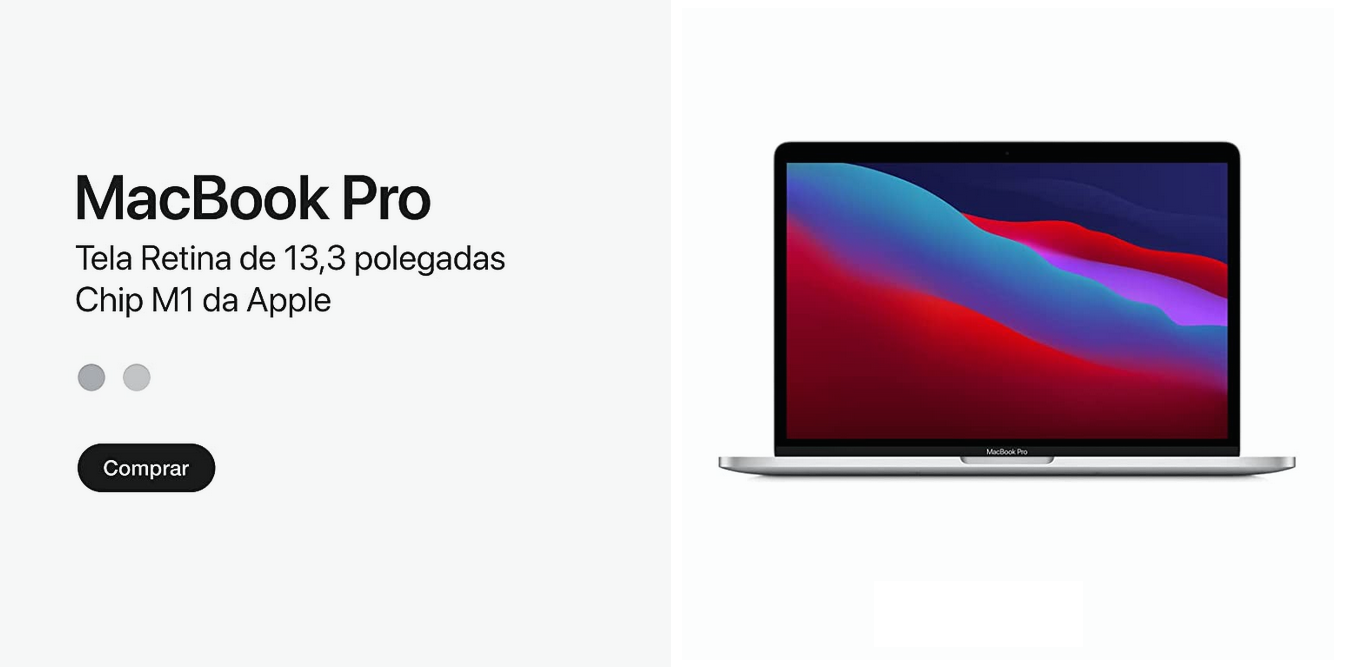 MacBook Pro
Tela Retina de 13,3 polegadas
Chip M1 da Apple
Comprar
MacBook Pro